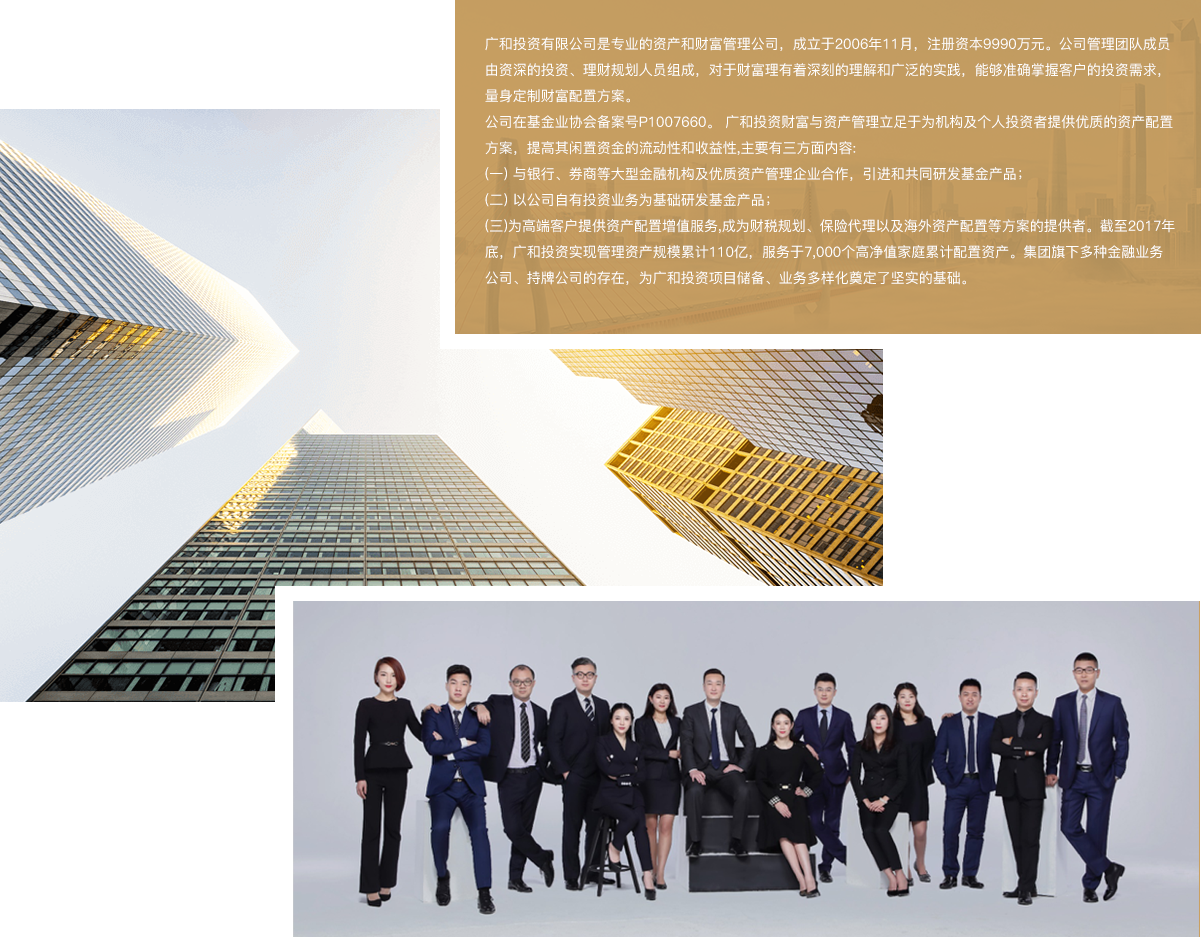 广和投资有限公司是专业的资产和财富管理公司，成立于2006年11月，注册资本9990万元。公司管理团队成员
由资深的投资、理财规划人员组成，对于财富理有着深刻的理解和广泛的实践，能够准确掌握客户的投资需求，
量身定制财富配置方案。
公司在基金业协会备案号P1007660。 广和投资财富与资产管理立足于为机构及个人投资者提供优质的资产配置
方案，提高其闲置资金的流动性和收益性,主要有三方面内容:
(一) 与银行、券商等大型金融机构及优质资产管理企业合作，引进和共同研发基金产品；
(二) 以公司自有投资业务为基础研发基金产品；
(三)为高端客户提供资产配置增值服务,成为财税规划、保险代理以及海外资产配置等方案的提供者。截至2017年
底，广和投资实现管理资产规模累计110亿，服务于7,000个高净值家庭累计配置资产。集团旗下多种金融业务
公司、持牌公司的存在，为广和投资项目储备、业务多样化奠定了坚实的基础。